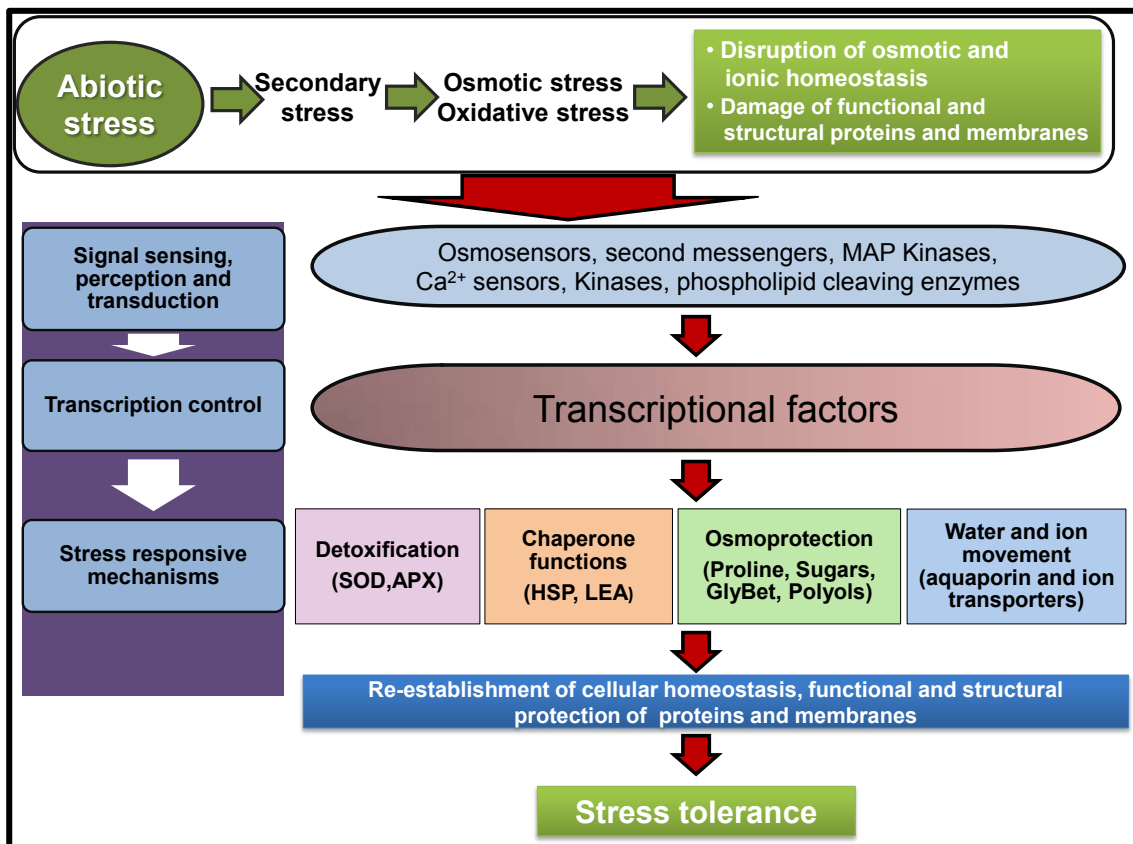 Abiotic
stress
Secondary
stress
Osmotic stress
Oxidative stress
• Disruption of osmotic and
ionic homeostasis
• Damage of functional and
structural proteins and membranes
Signal sensing,
perception and
transduction
Osmosensors, second messengers, MAP Kinases,
Ca²⁺ sensors, Kinases, phospholipid cleaving enzymes
Transcription control
Transcriptional factors
Stress responsive
mechanisms
Detoxification
(SOD,APX)
Chaperone
functions
(HSP, LEA)
Osmoprotection
(Proline, Sugars,
GlyBet, Polyols)
Water and ion
movement
(aquaporin and ion
transporters)
Re-establishment of cellular homeostasis, functional and structural
protection of proteins and membranes
Stress tolerance